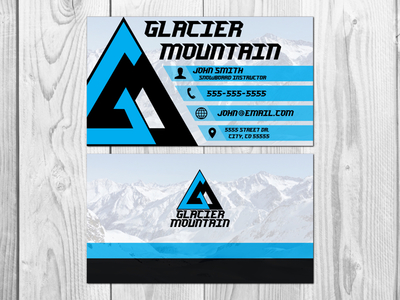 GLACIER
MOUNTAIN
JOHN SMITH
SNOWBOARD INSTRUCTOR
555-555-5555
JOHN@EMAIL.COM
5555 STREET DR.
CITY, CO 55555
GLACIER
MOUNTAIN